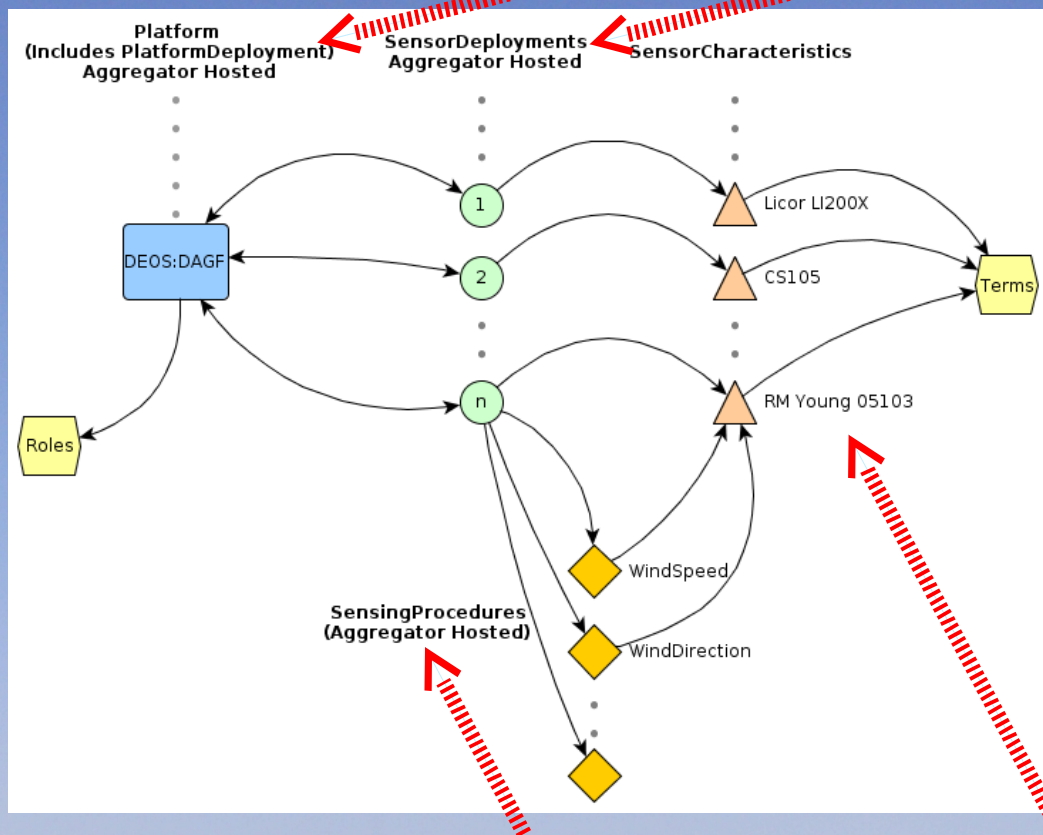 Platform
(Includes PlatformDeployment)
Aggregator Hosted
SensorDeployments
Aggregator Hosted
SensorCharacteristics
1
Licor LI200X
DEOS:DAGF
2
CS105
Terms
n
RM Young 05103
Roles
WindSpeed
SensingProcedures
(Aggregator Hosted)
WindDirection